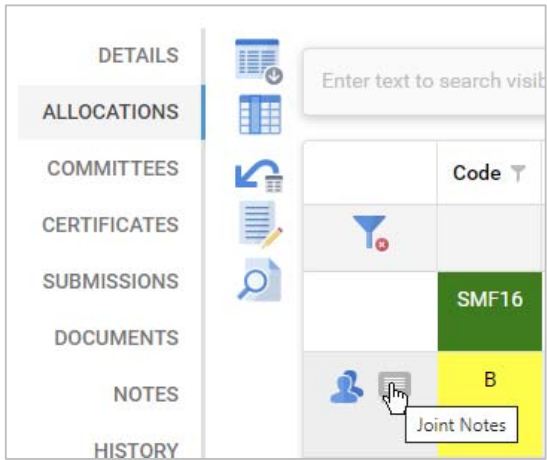 DETAILS
ALLOCATIONS
COMMITTEES
CERTIFICATES
SUBMISSIONS
DOCUMENTS
NOTES
HISTORY
Enter text to search visib
Code
SMF16
B
Joint Notes